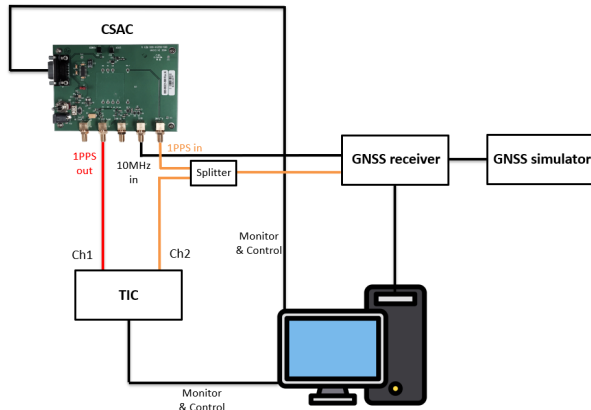 CSAC
1PPS
out
10MHz
in
1PPS in
Splitter
GNSS receiver
GNSS simulator
Ch1
Ch2
Monitor
& Control
TIC
Monitor
& Control